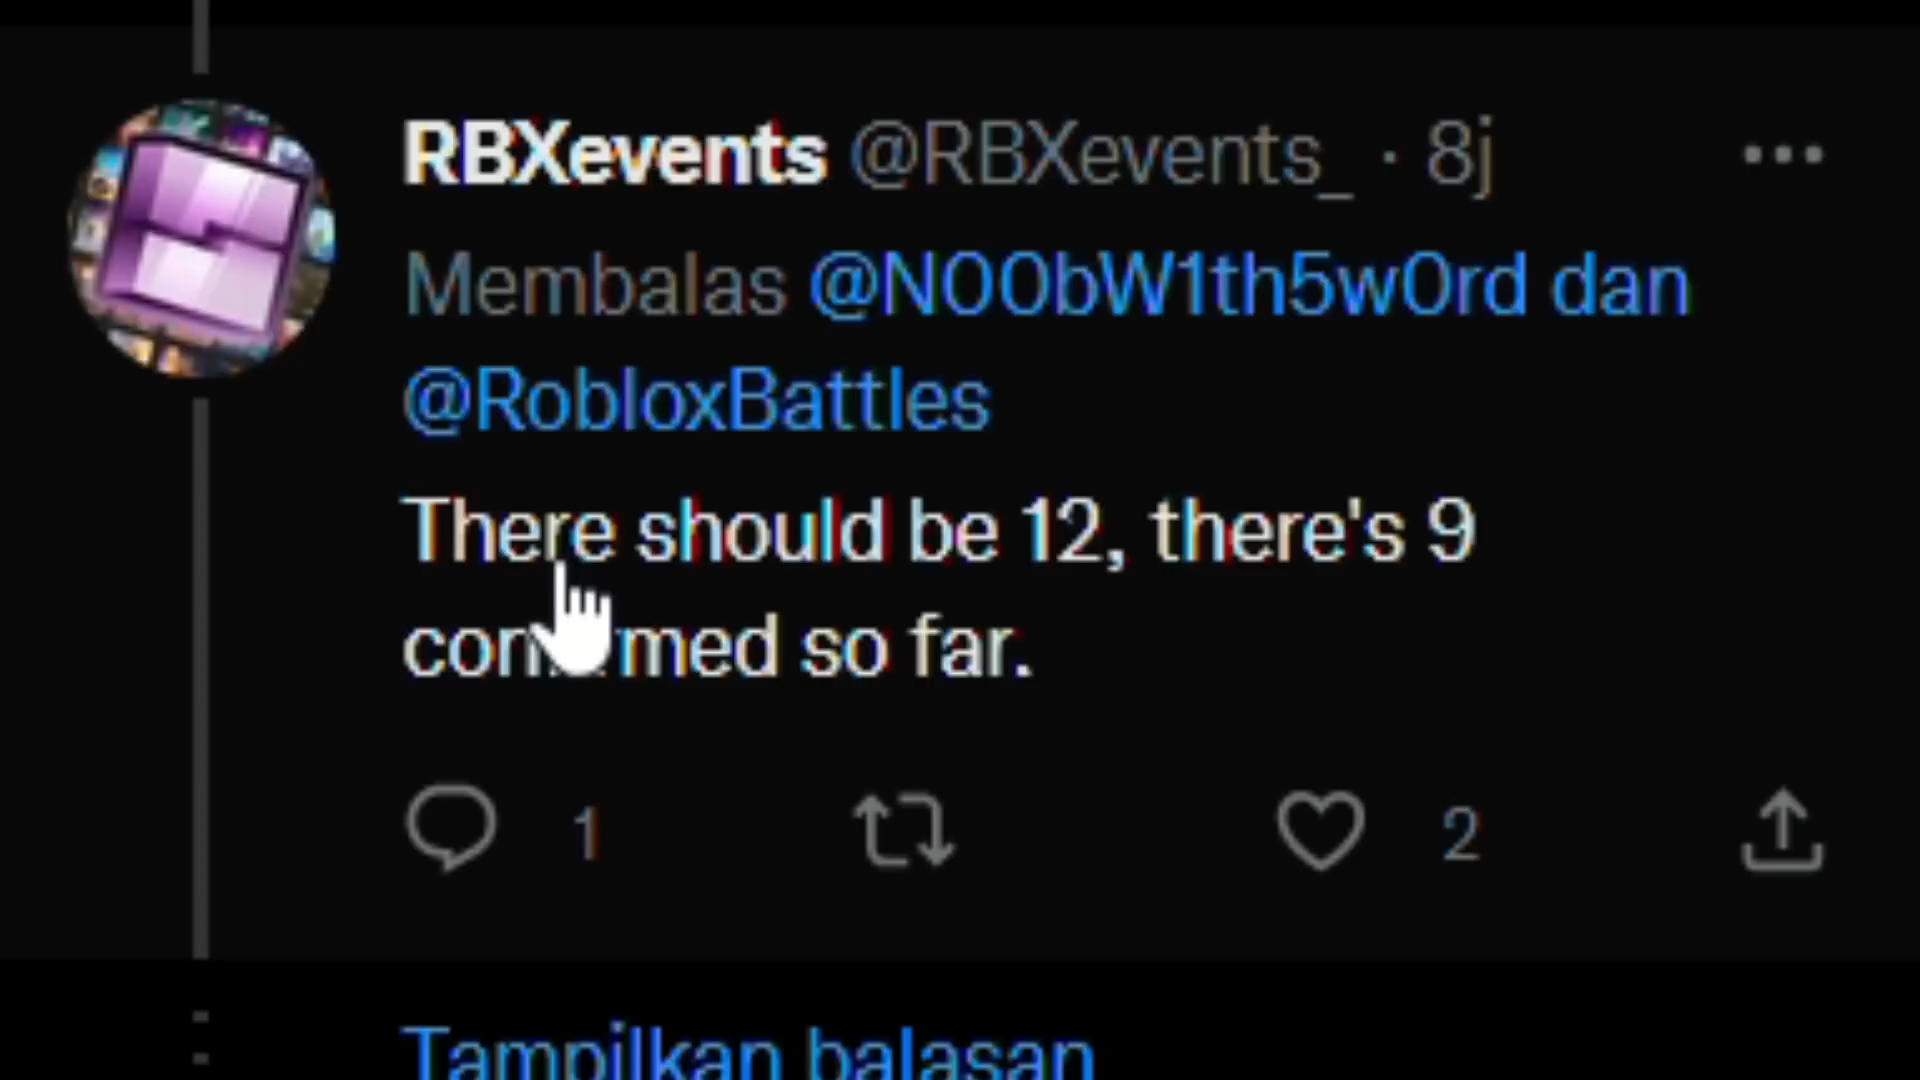 RBXevents @RBXevents_ · 8j
Membalas @N00bW1th5w0rd dan
@RobloxBattles
There should be 12, there's 9
so far.
1 2
Tampilkan balasan